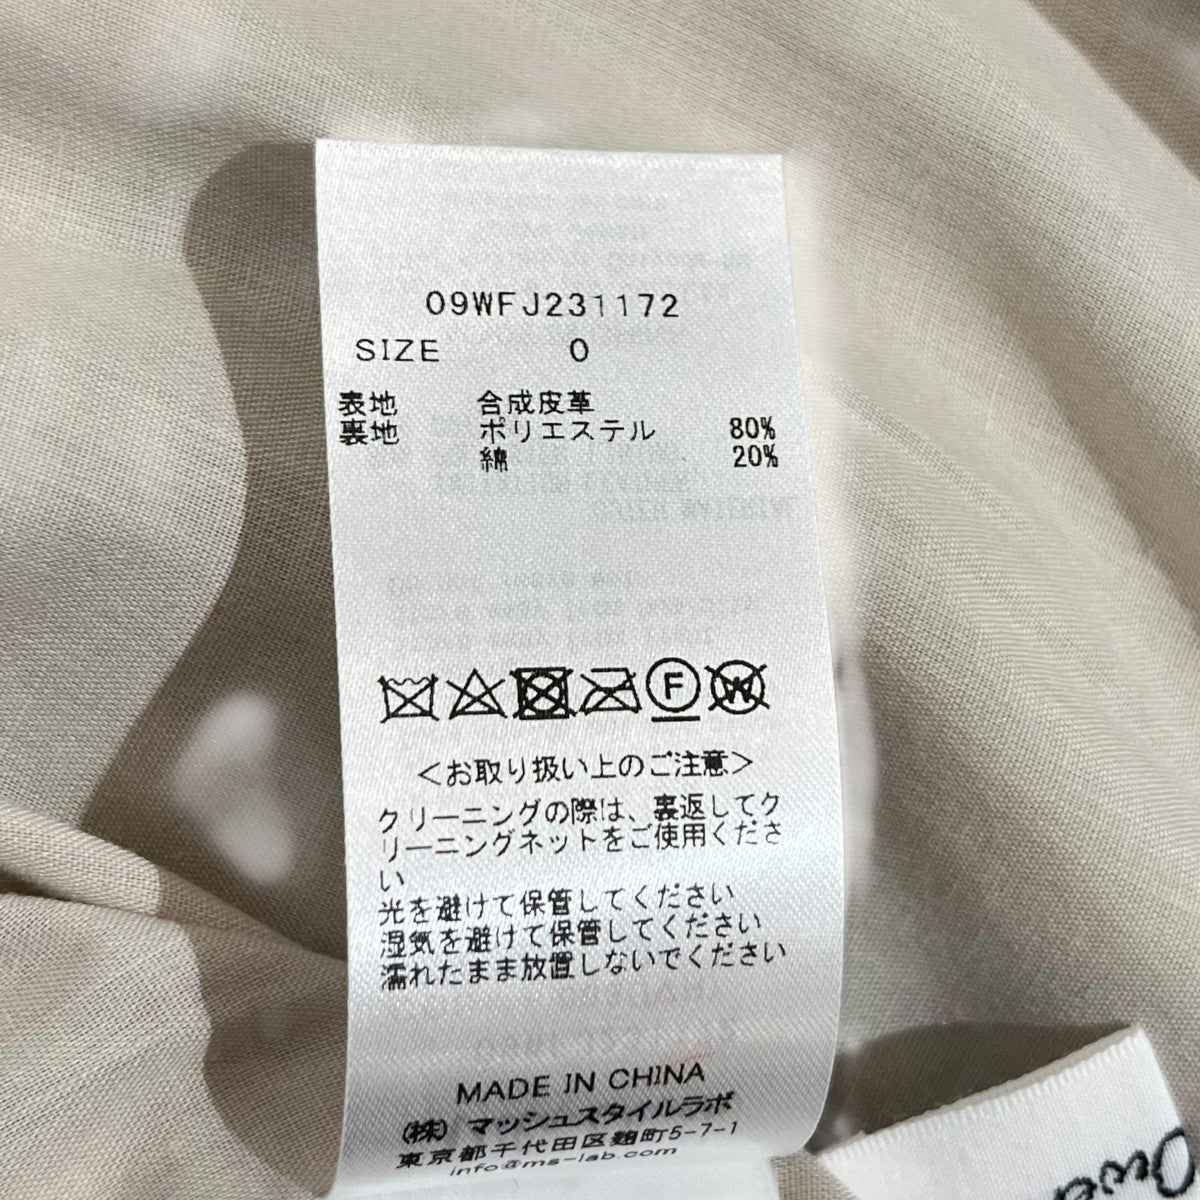 09WFJ231172
SIZE 0
表地 合成皮革
裏地 ポリエステル 80%
綿 20%
F W
＜お取り扱い上のご注意＞
クリーニングの際は、裏返してク
リーニングネットをご使用くださ
い
光を避けて保管してください
湿気を避けて保管してください
濡れたまま放置しないでください
MADE IN CHINA
(株) マッシュスタイルラボ
東京都千代田区麹町5-7-1
info@ms-lab.com